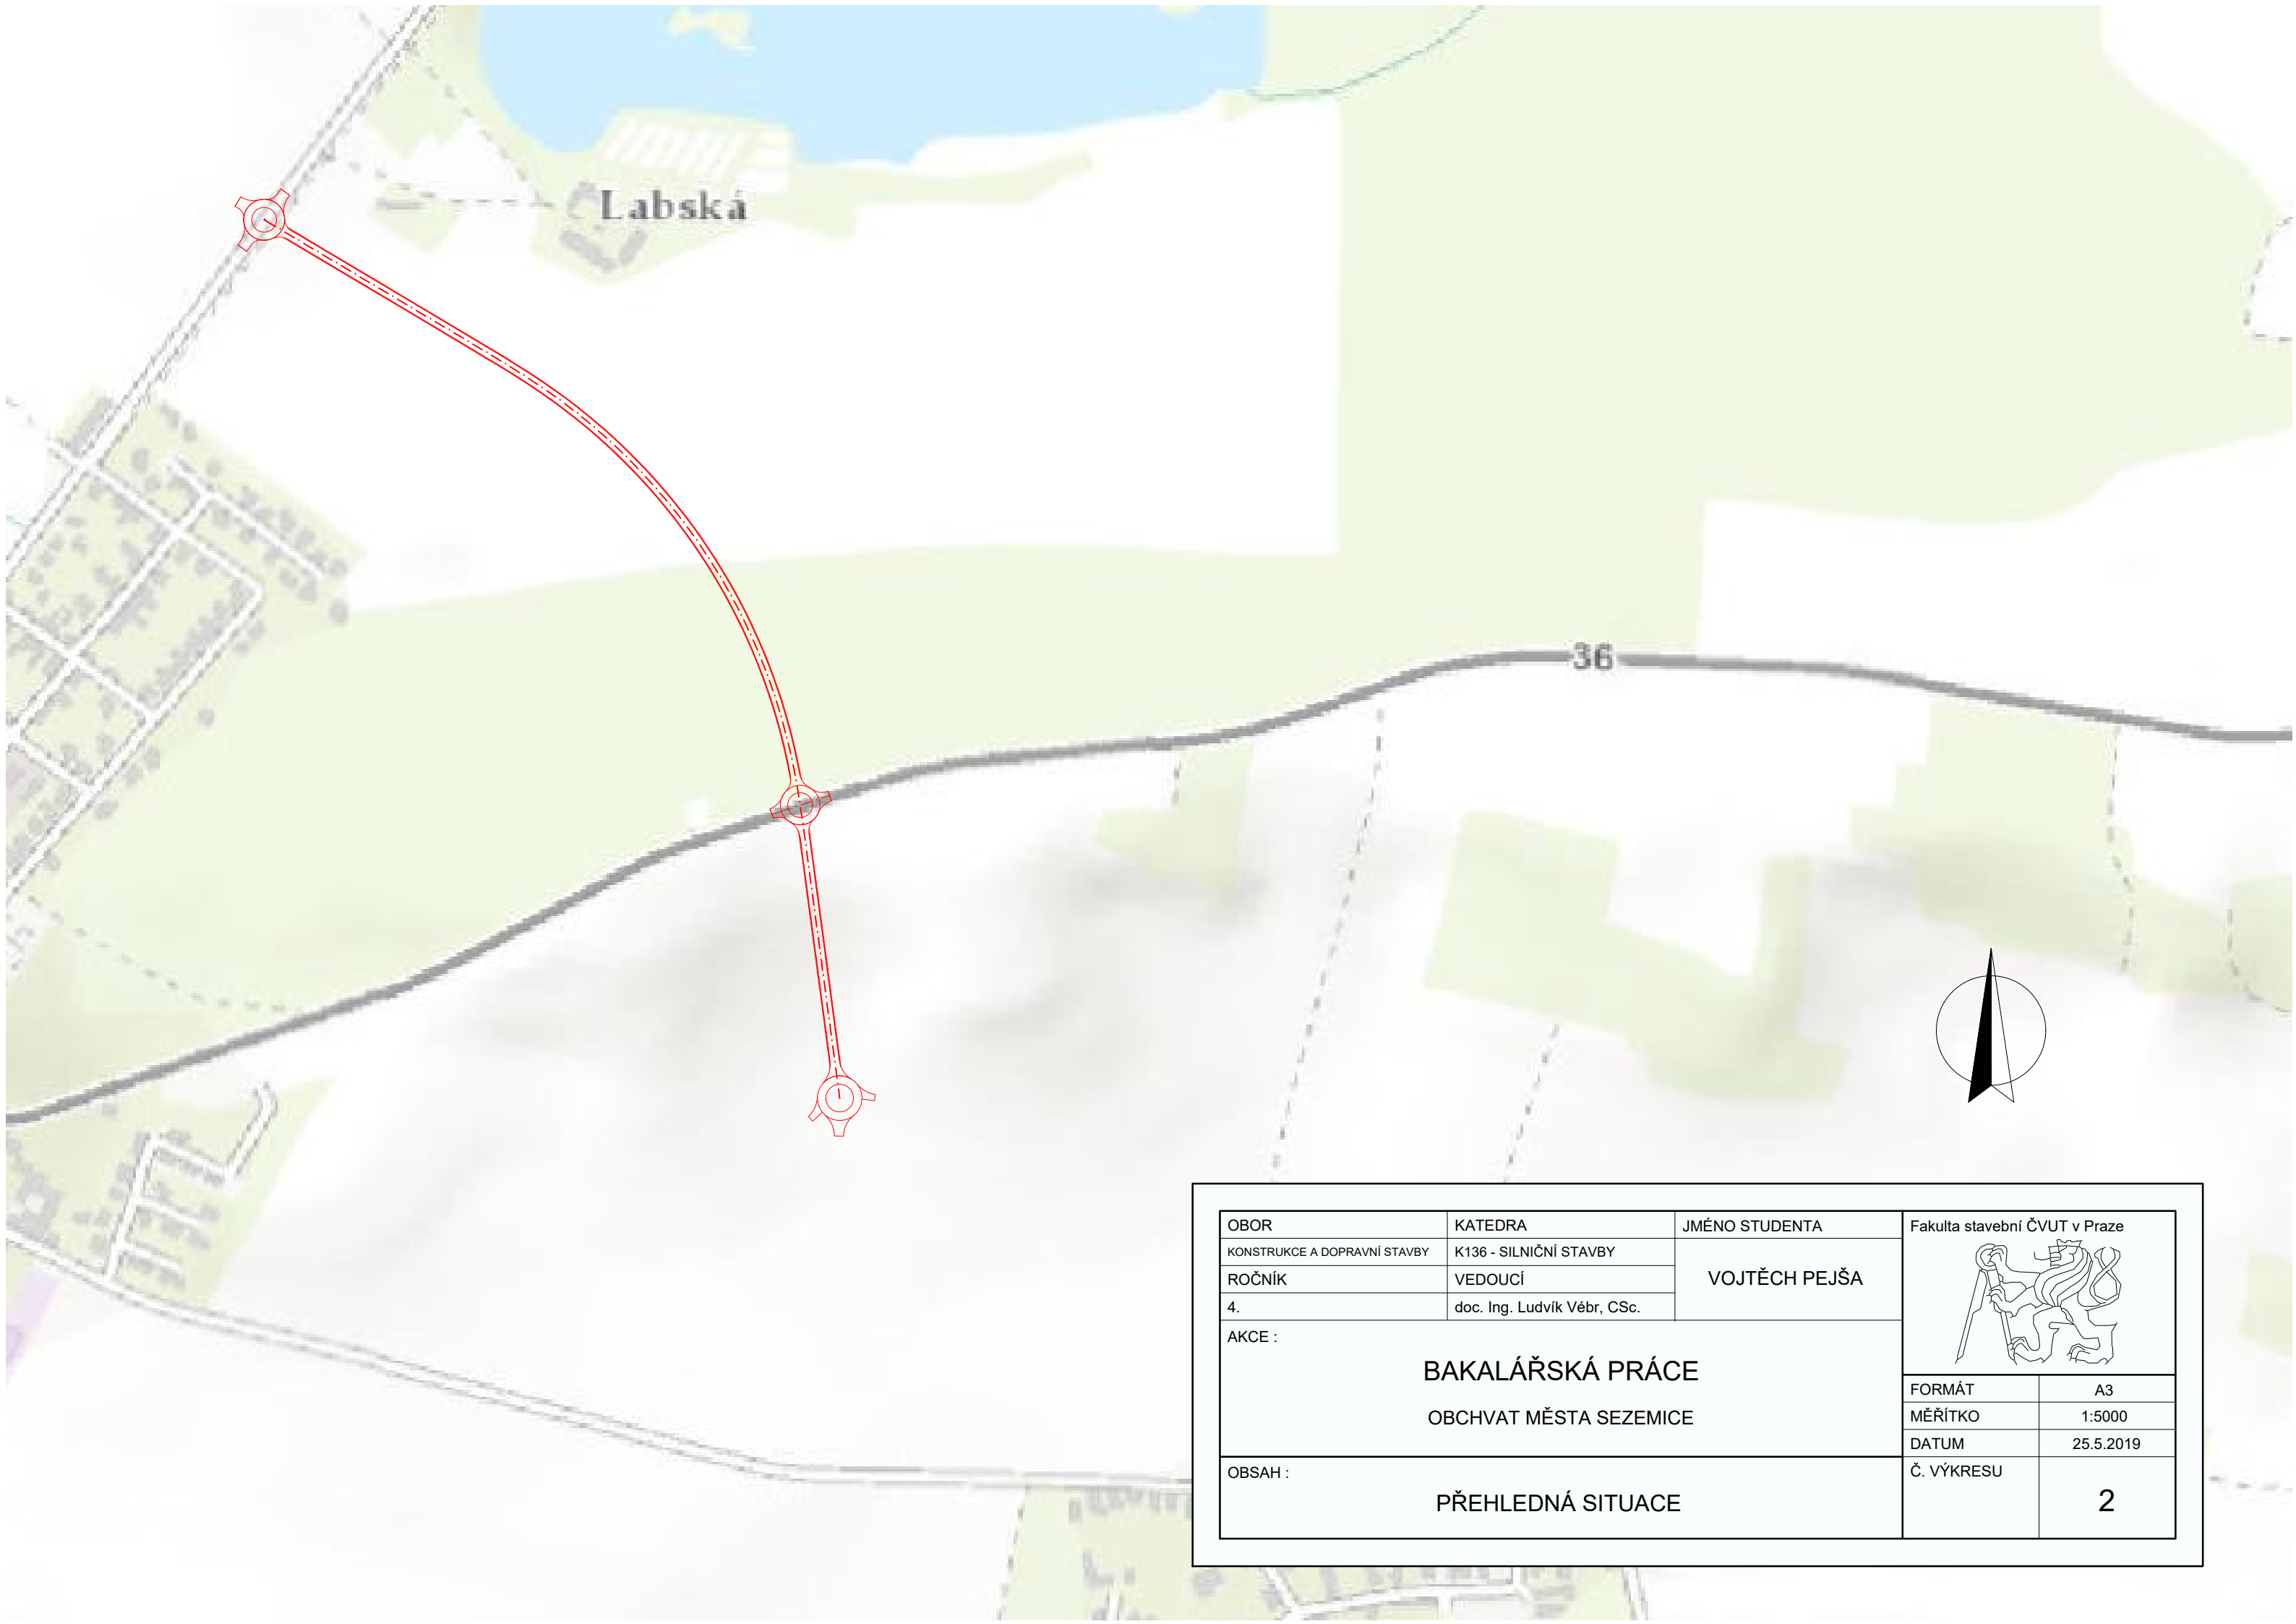 Labská
36
OBOR
KATEDRA
JMÉNO STUDENTA
Fakulta stavební ČVUT v Praze
KONSTRUKCE A DOPRAVNÍ STAVBY
K136 - SILNIČNÍ STAVBY
VOJTĚCH PEJŠA
ROČNÍK
VEDOUCÍ
4.
doc. Ing. Ludvík Vébr, CSc.
AKCE :
BAKALÁŘSKÁ PRÁCE
OBCHVAT MĚSTA SEZEMICE
FORMÁT
A3
MĚŘÍTKO
1:5000
DATUM
25.5.2019
OBSAH :
PŘEHLEDNÁ SITUACE
Č. VÝKRESU
2